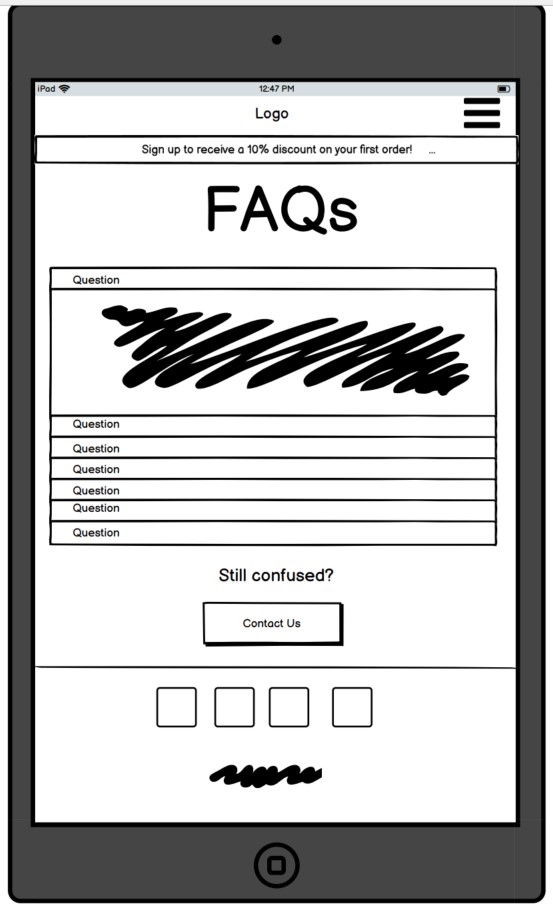 iPad 12:47 PM
Logo
Sign up to receive a 10% discount on your first order! ...
FAQs
Question
Question
Question
Question
Question
Question
Question
Still confused?
Contact Us